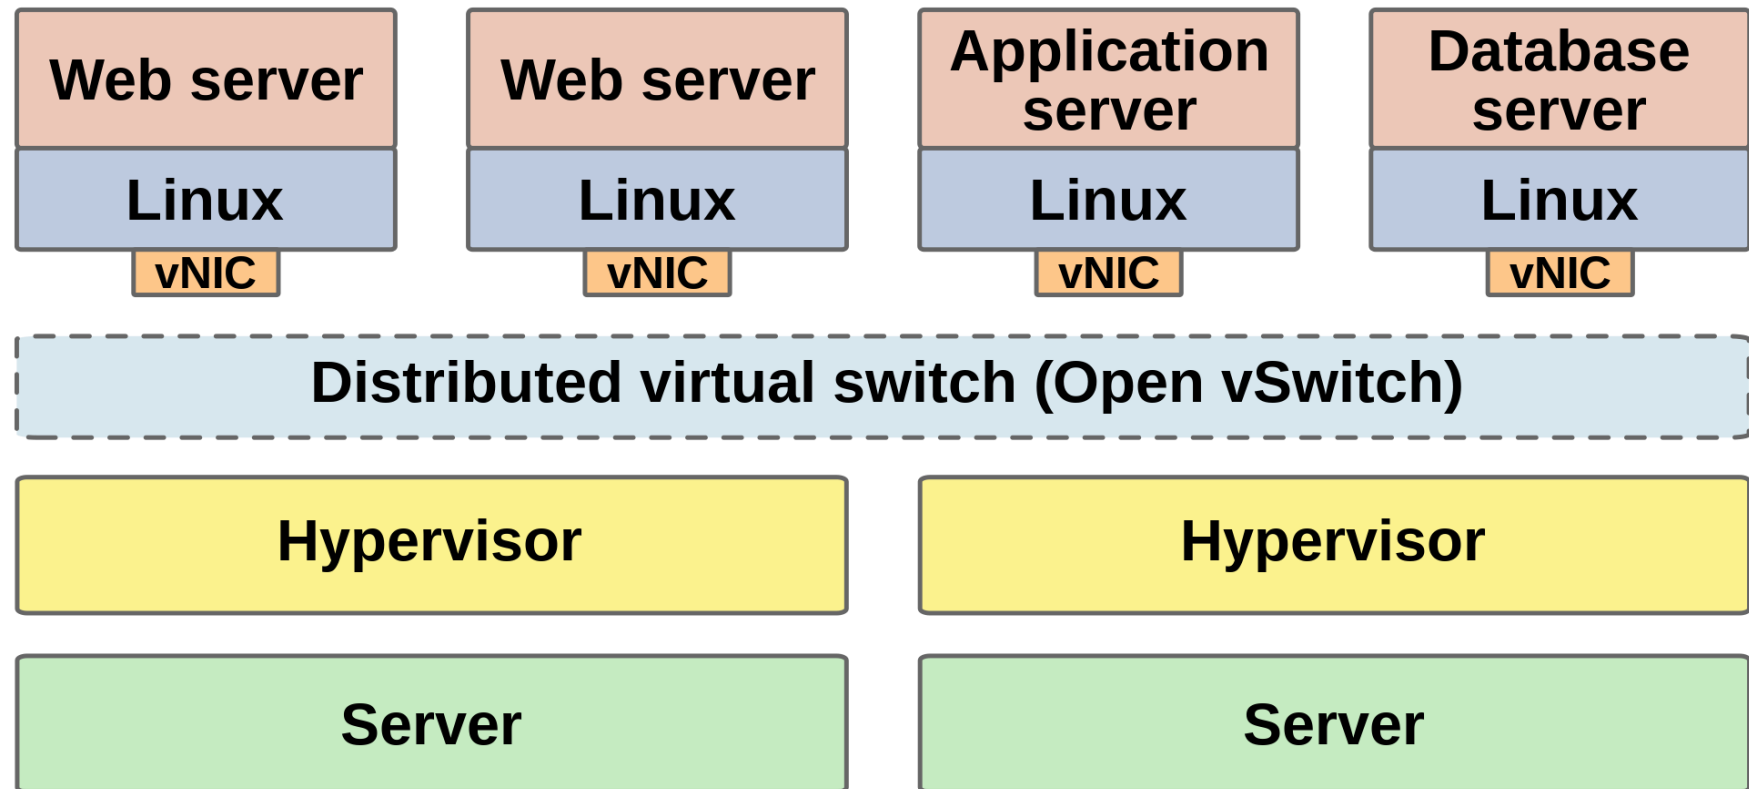 Web server
Web server
Application
server
Database
server
Linux
Linux
Linux
Linux
vNIC
vNIC
vNIC
vNIC
Distributed virtual switch (Open vSwitch)
Hypervisor
Hypervisor
Server
Server